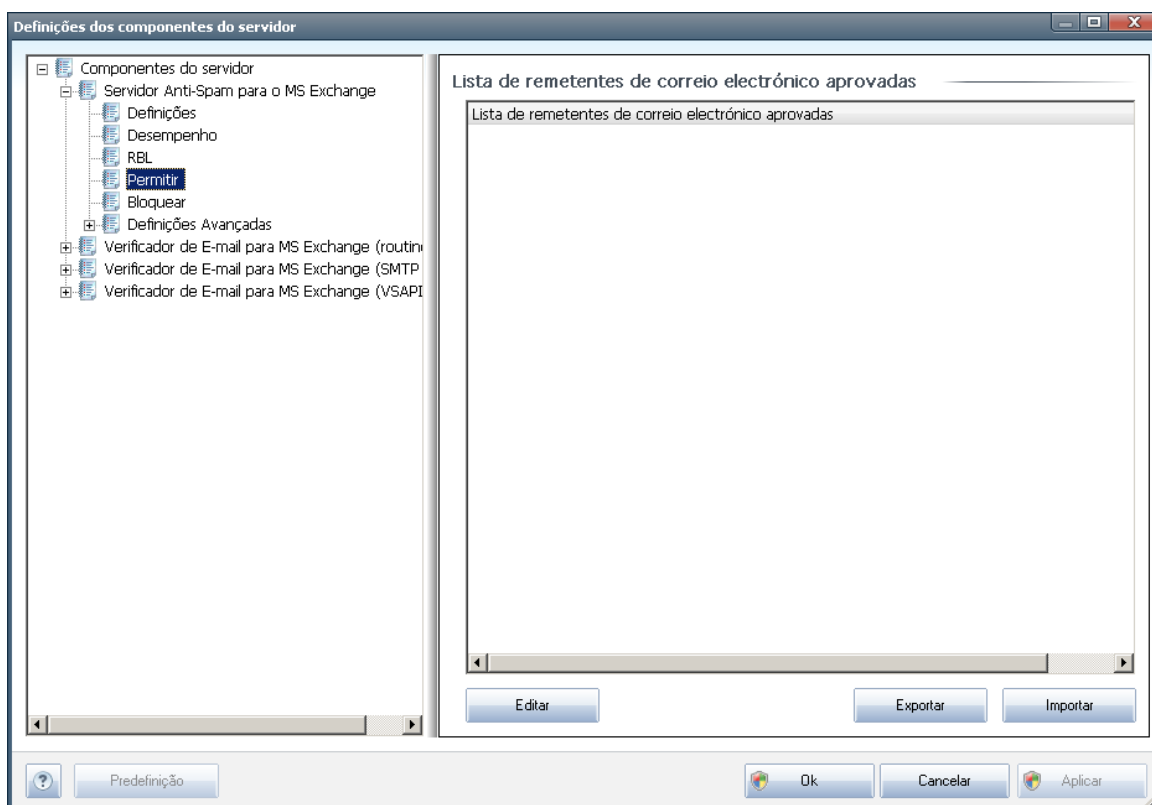 Definições dos componentes do servidor
Componentes do servidor
Servidor Anti-Spam para o MS Exchange
Definições
Desempenho
RBL
Permitir
Bloquear
Definições Avançadas
Verificador de E-mail para MS Exchange (routin
Verificador de E-mail para MS Exchange (SMTP
Verificador de E-mail para MS Exchange (VSAPI
Lista de remetentes de correio electrónico aprovadas
Lista de remetentes de correio electrónico aprovadas
Editar
Exportar
Importar
?
Predefinição
Ok
Cancelar
Aplicar